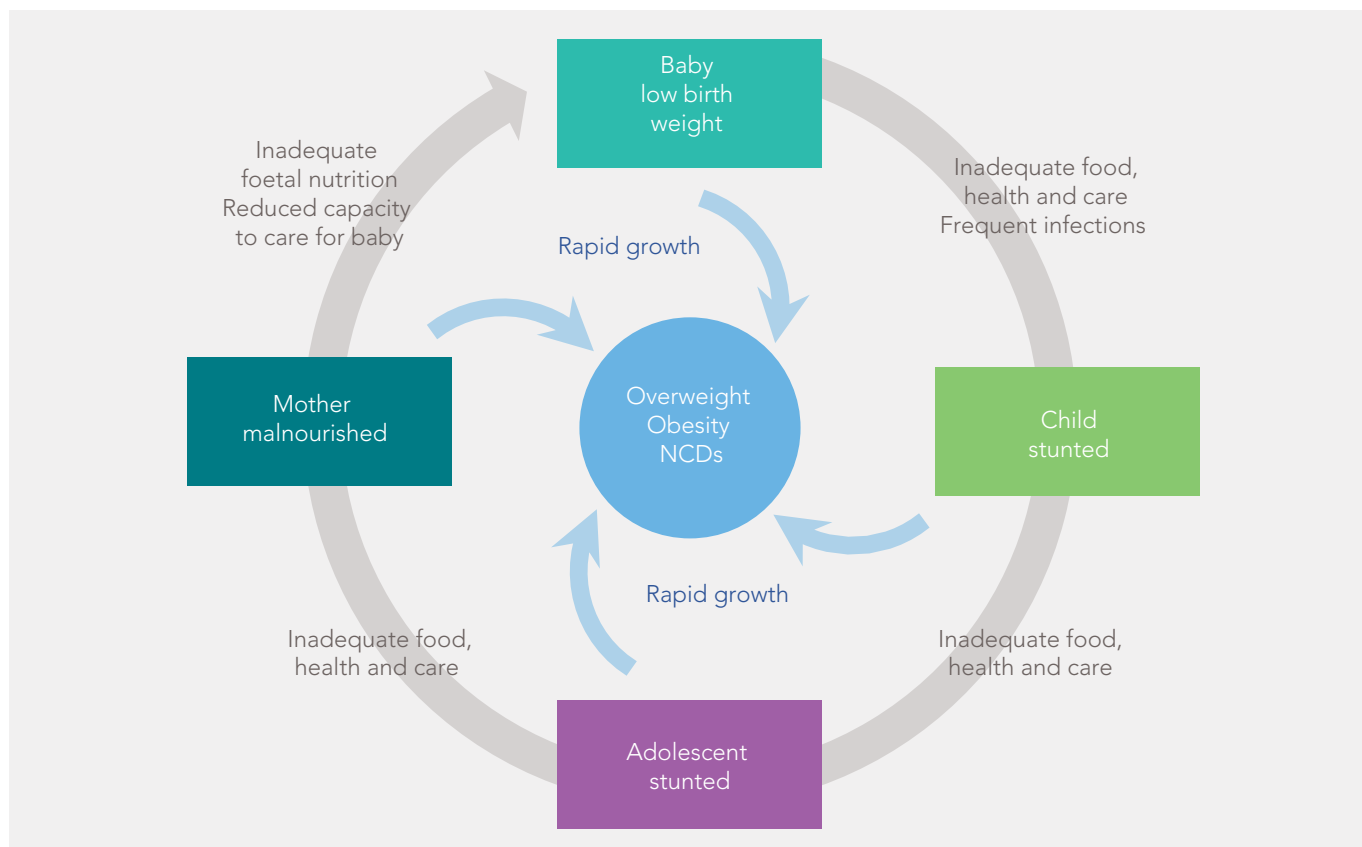 Baby
low birth
weight
Inadequate
foetal nutrition
Reduced capacity
to care for baby
Inadequate food,
health and care
Frequent infections
Rapid growth
Mother
malnourished
Overweight
Obesity
NCDs
Child
stunted
Rapid growth
Inadequate food,
health and care
Inadequate food,
health and care
Adolescent
stunted